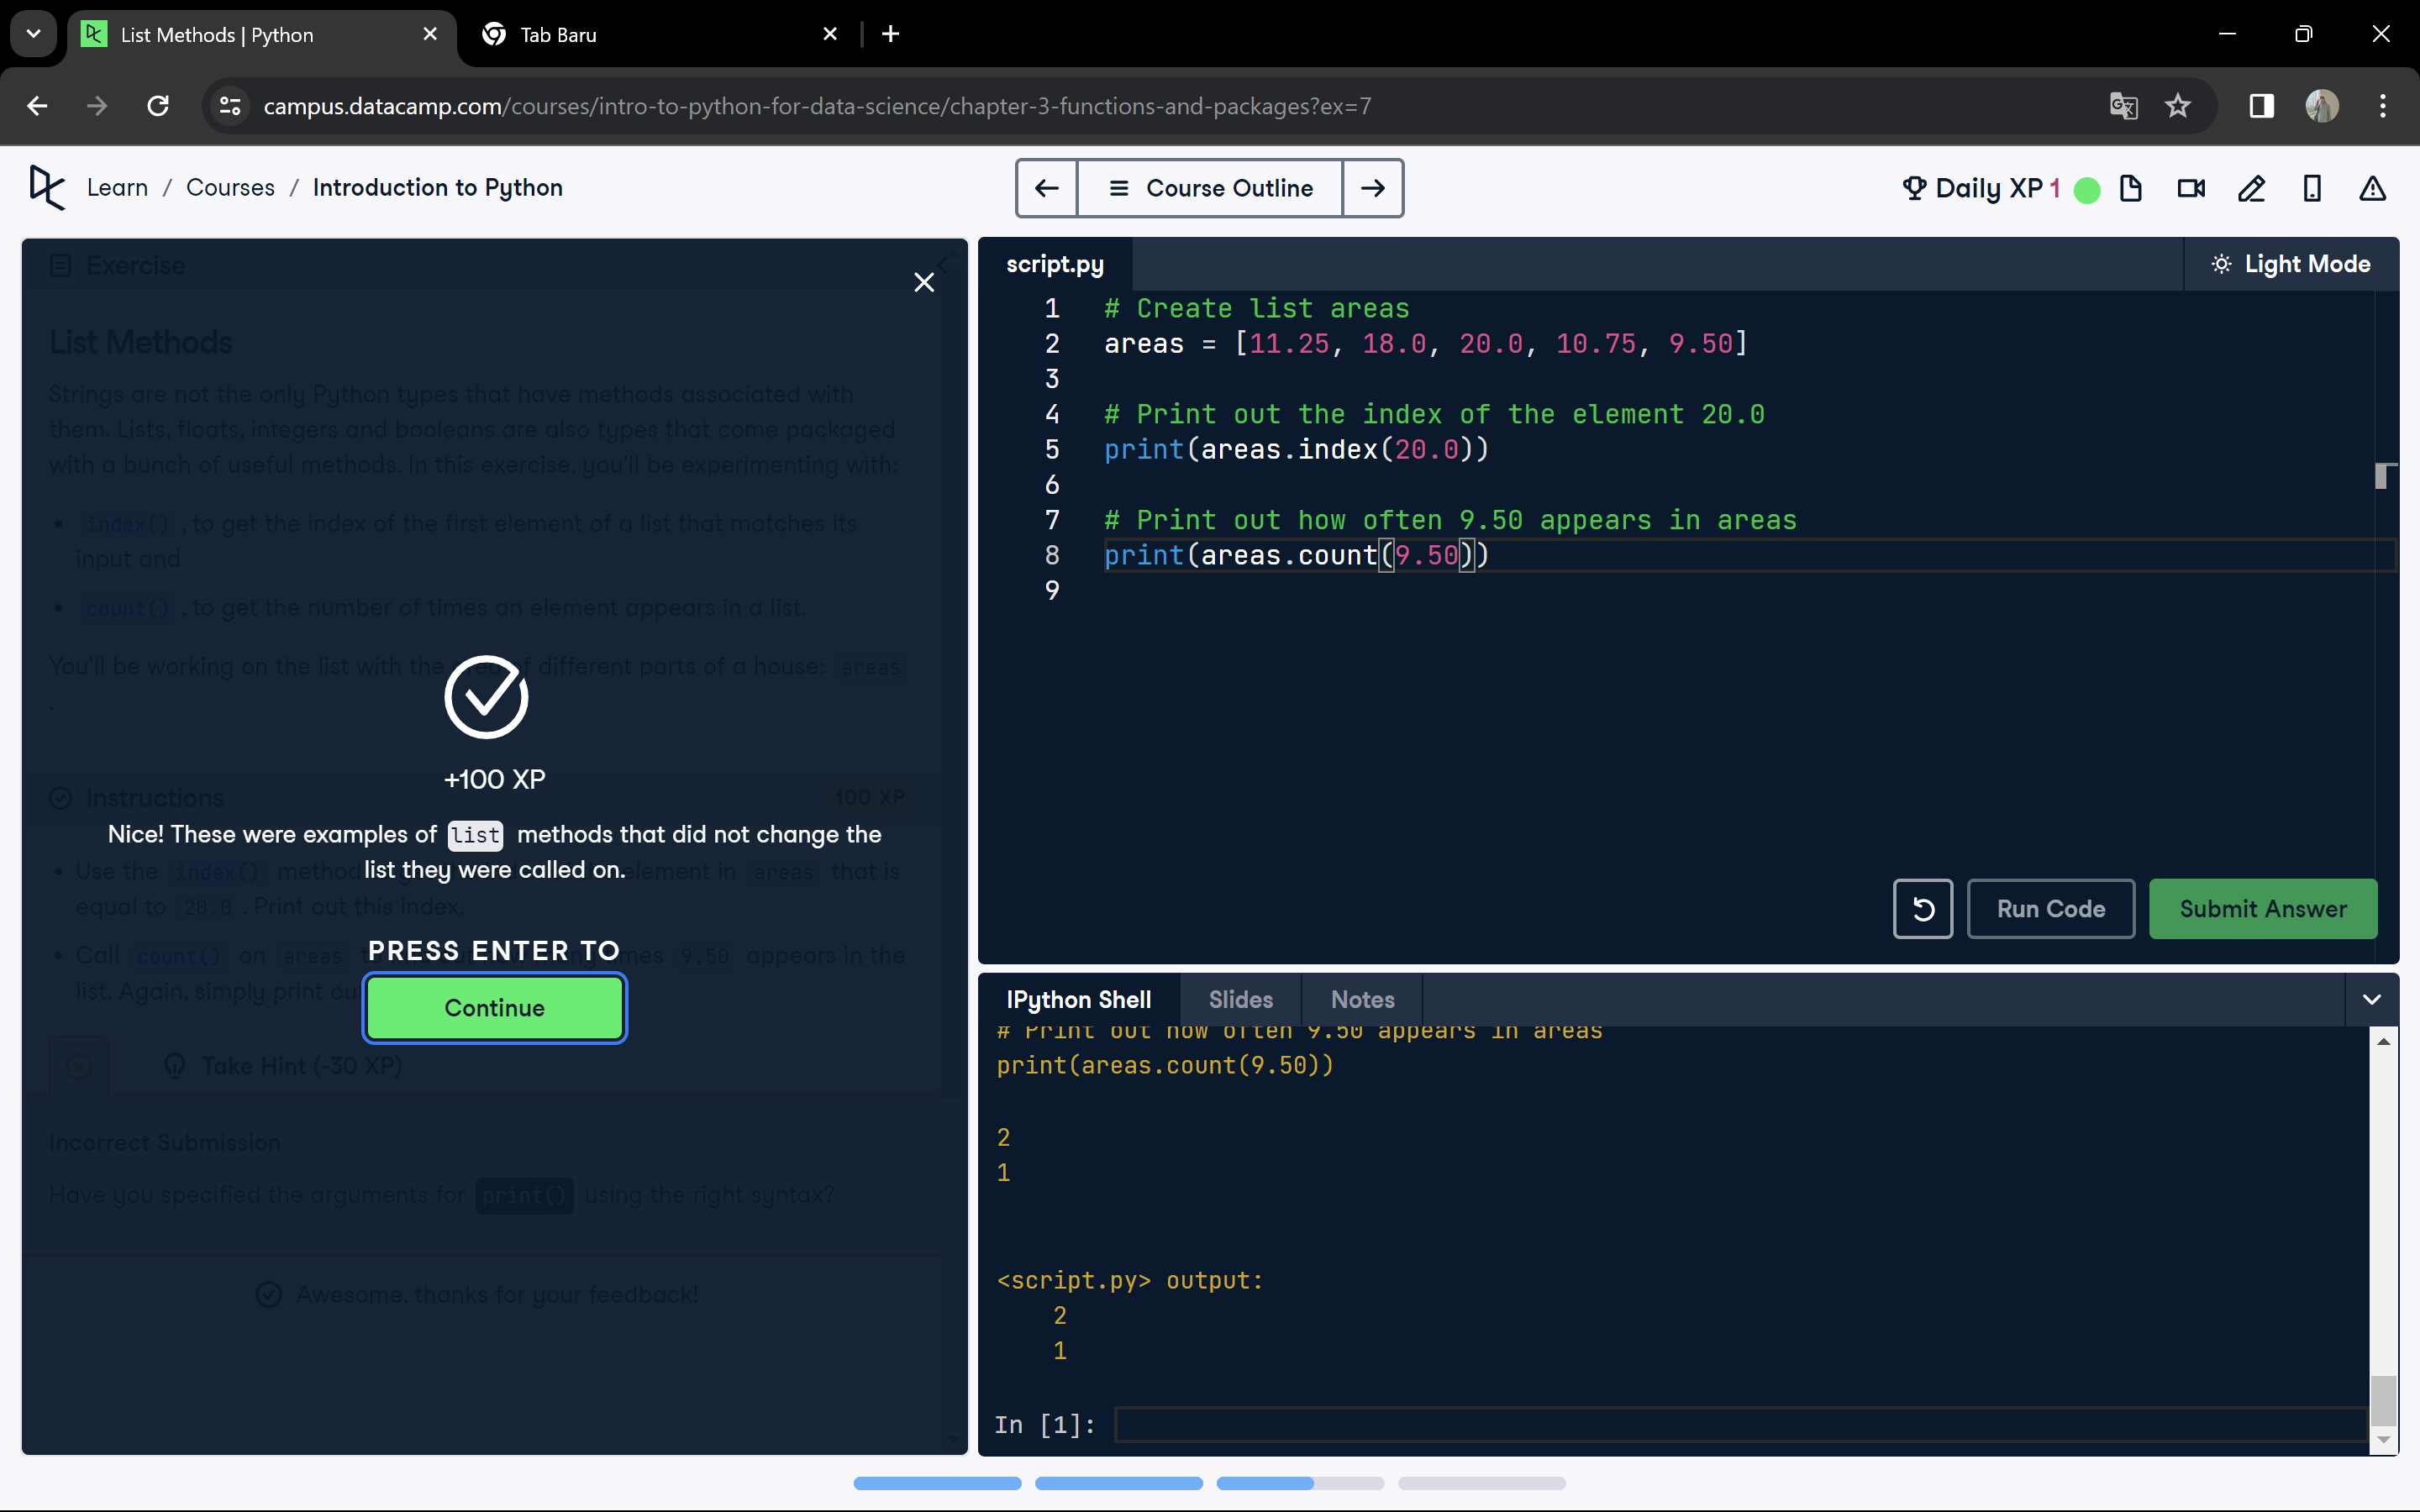 List Methods | Python
Tab Baru
campus.datacamp.com/courses/intro-to-python-for-data-science/chapter-3-functions-and-packages?ex=7
Learn / Courses / Introduction to Python
Course Outline
Daily XP 1
Exercise
List Methods
Strings are not the only Python types that have methods associated with
them. Lists, floats, integers and booleans are also types that come packaged
with a bunch of useful methods. In this exercise, you'll be experimenting with:
• index() , to get the index of the first element of a list that matches its
input and
• count() , to get the number of times an element appears in a list.
You'll be working on the list with the area of different parts of a house: areas
.
+100 XP
Instructions
100 XP
Nice! These were examples of list methods that did not change the
list they were called on.
• Use the index() method element in areas that is
equal to 20.0 . Print out this index.
PRESS ENTER TO
• Call count() on areas times 9.50 appears in the
list. Again, simply print out
Continue
Take Hint (-30 XP)
Incorrect Submission
Have you specified the arguments for print() using the right syntax?
Awesome, thanks for your feedback!
script.py
Light Mode
1 # Create list areas
2 areas = [11.25, 18.0, 20.0, 10.75, 9.50]
3
4 # Print out the index of the element 20.0
5 print(areas.index(20.0))
6
7 # Print out how often 9.50 appears in areas
8 print(areas.count(9.50))
9
Run Code
Submit Answer
IPython Shell
Slides
Notes
# Print out how often 9.50 appears in areas
print(areas.count(9.50))
2
1
<script.py> output:
2
1
In [1]: